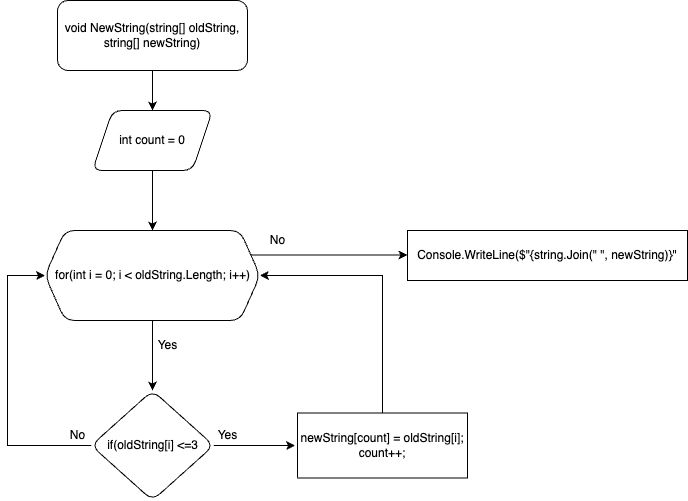 void NewString(string[] oldString,
string[] newString)
int count = 0
No
Console.WriteLine($"{string.Join(" ", newString)}"
for(int i = 0; i < oldString.Length; i++)
Yes
No
if(oldString[i] <=3
Yes
newString[count] = oldString[i];
count++;